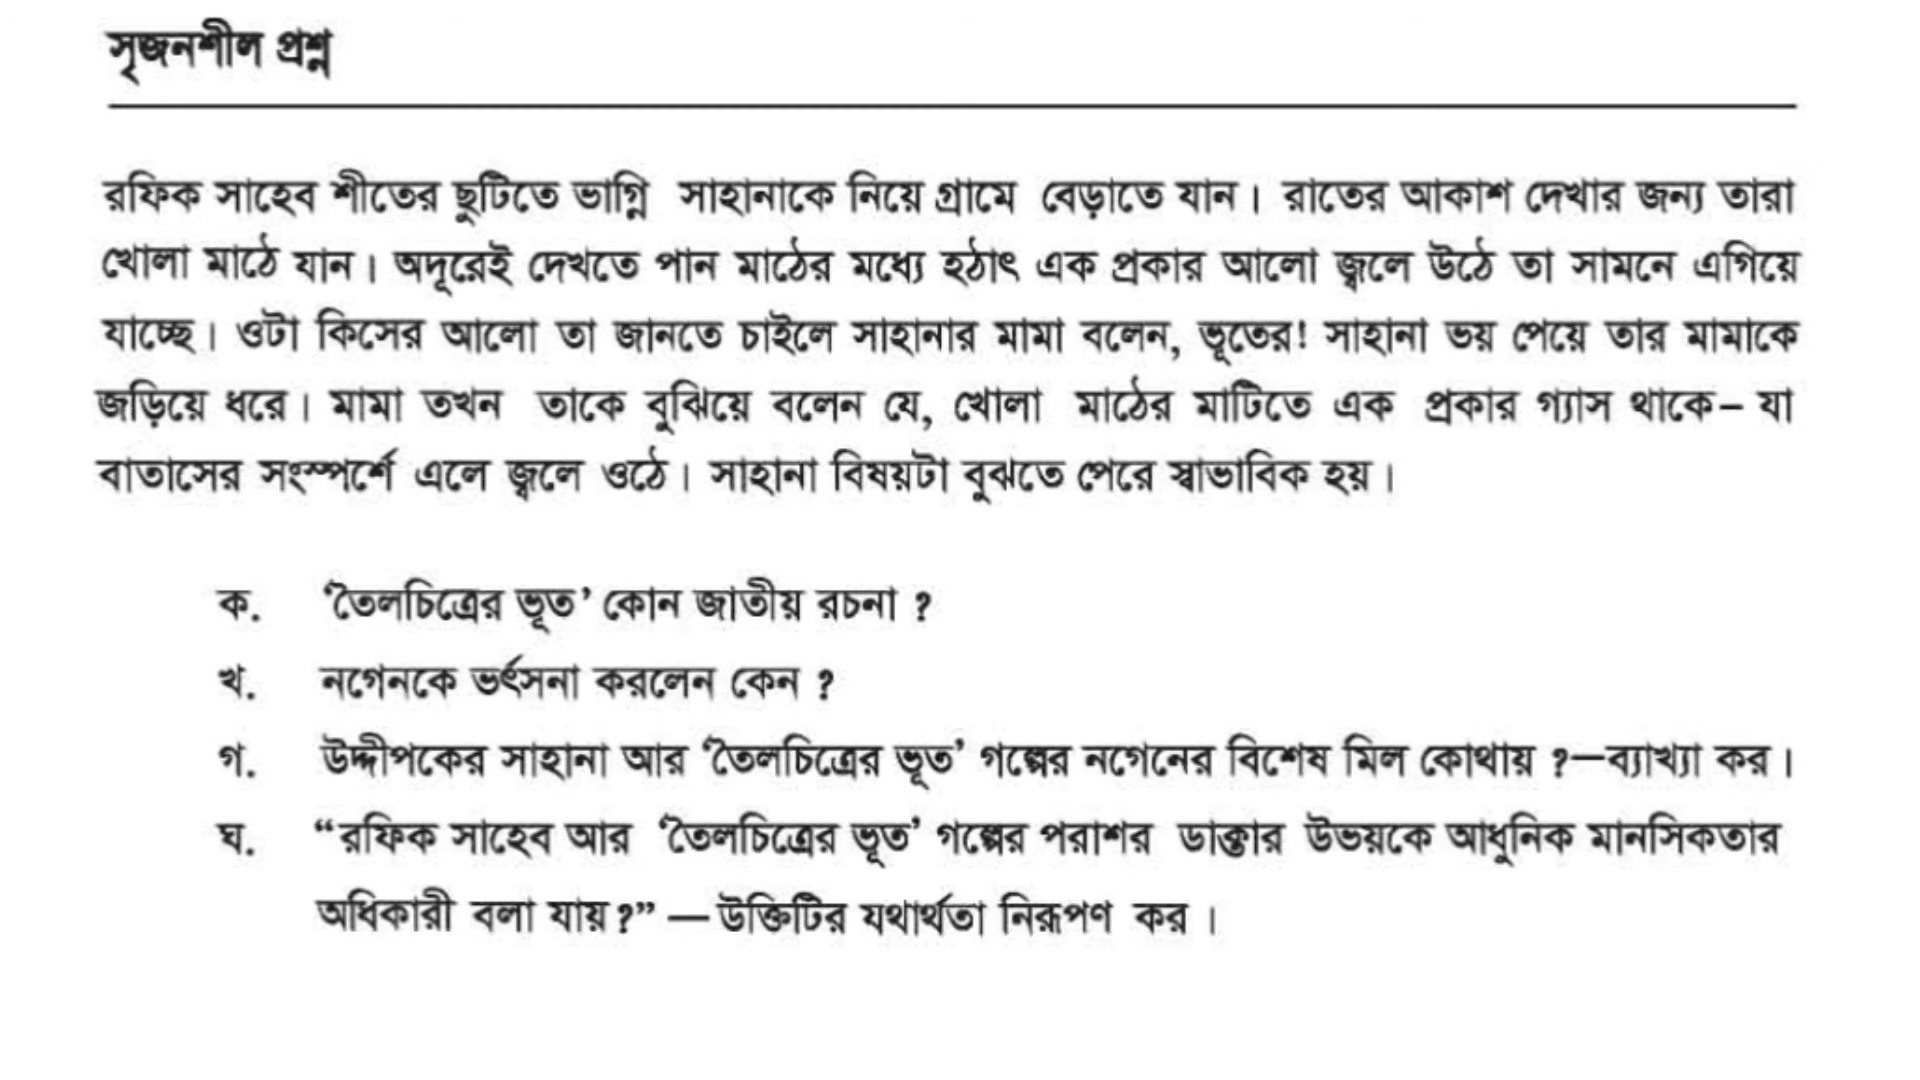 সৃজনশীল প্রশ্ন
রফিক সাহেব শীতের ছুটিতে ভাগ্নি সাহানাকে নিয়ে গ্রামে বেড়াতে যান। রাতের আকাশ দেখার জন্য তারা
খোলা মাঠে যান। অদূরেই দেখতে পান মাঠের মধ্যে হঠাৎ এক প্রকার আলো জ্বলে উঠে তা সামনে এগিয়ে
যাচ্ছে। ওটা কিসের আলো তা জানতে চাইলে সাহানার মামা বলেন, ভূতের! সাহানা ভয় পেয়ে তার মামাকে
জড়িয়ে ধরে। মামা তখন তাকে বুঝিয়ে বলেন যে, খোলা মাঠের মাটিতে এক প্রকার গ্যাস থাকে– যা
বাতাসের সংস্পর্শে এলে জ্বলে ওঠে। সাহানা বিষয়টা বুঝতে পেরে স্বাভাবিক হয়।
ক. ‘তৈলচিত্রের ভূত’ কোন জাতীয় রচনা ?
খ. নগেনকে ভর্ৎসনা করলেন কেন ?
গ. উদ্দীপকের সাহানা আর ‘তৈলচিত্রের ভূত’ গল্পের নগেনের বিশেষ মিল কোথায় ?—ব্যাখ্যা কর।
ঘ. “রফিক সাহেব আর ‘তৈলচিত্রের ভূত’ গল্পের পরাশর ডাক্তার উভয়কে আধুনিক মানসিকতার
অধিকারী বলা যায়?” — উক্তিটির যথার্থতা নিরূপণ কর।